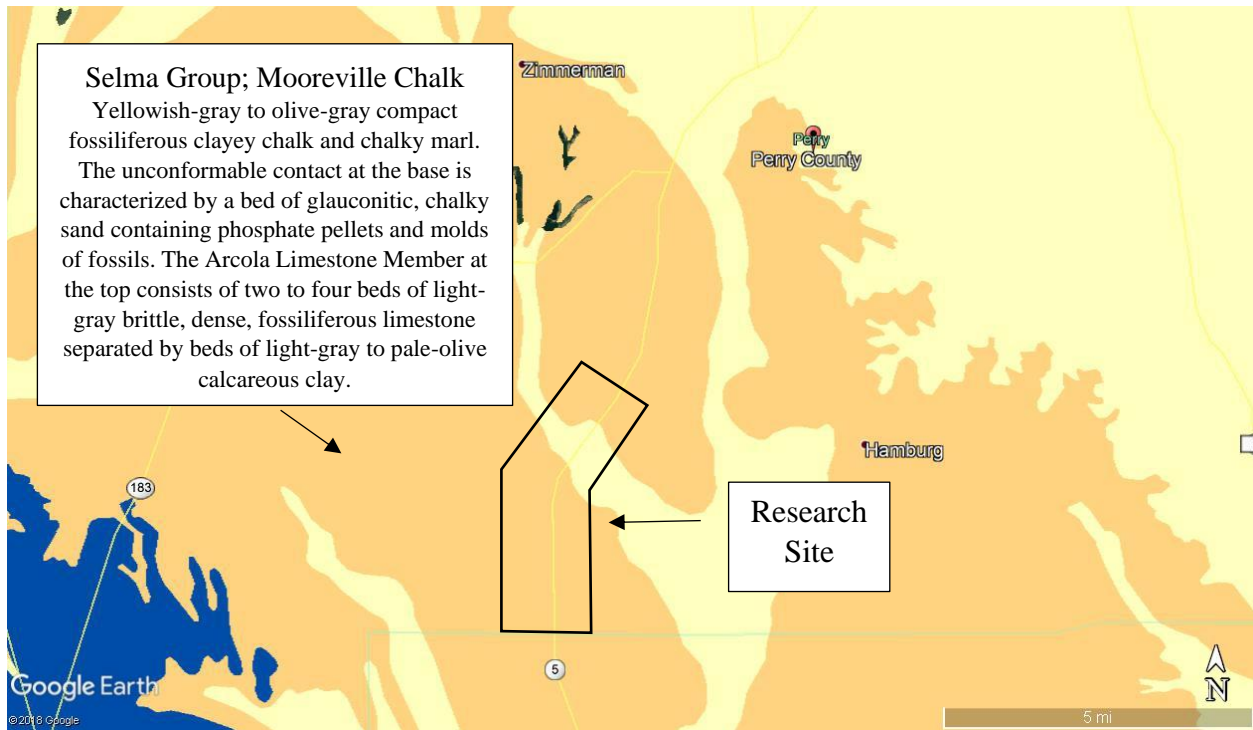 Selma Group; Mooreville Chalk
Yellowish-gray to olive-gray compact
fossiliferous clayey chalk and chalky marl.
The unconformable contact at the base is
characterized by a bed of glauconitic, chalky
sand containing phosphate pellets and molds
of fossils. The Arcola Limestone Member at
the top consists of two to four beds of light-
gray brittle, dense, fossiliferous limestone
separated by beds of light-gray to pale-olive
calcareous clay.
Zimmerman
Perry
Perry County
Hamburg
183
Research
Site
5
N
Google Earth
©2018 Google
5 mi